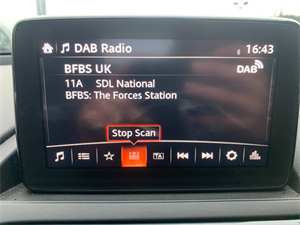 DAB Radio 16:43
BFBS UK DAB
11A SDL National
BFBS: The Forces Station
Stop Scan
TA